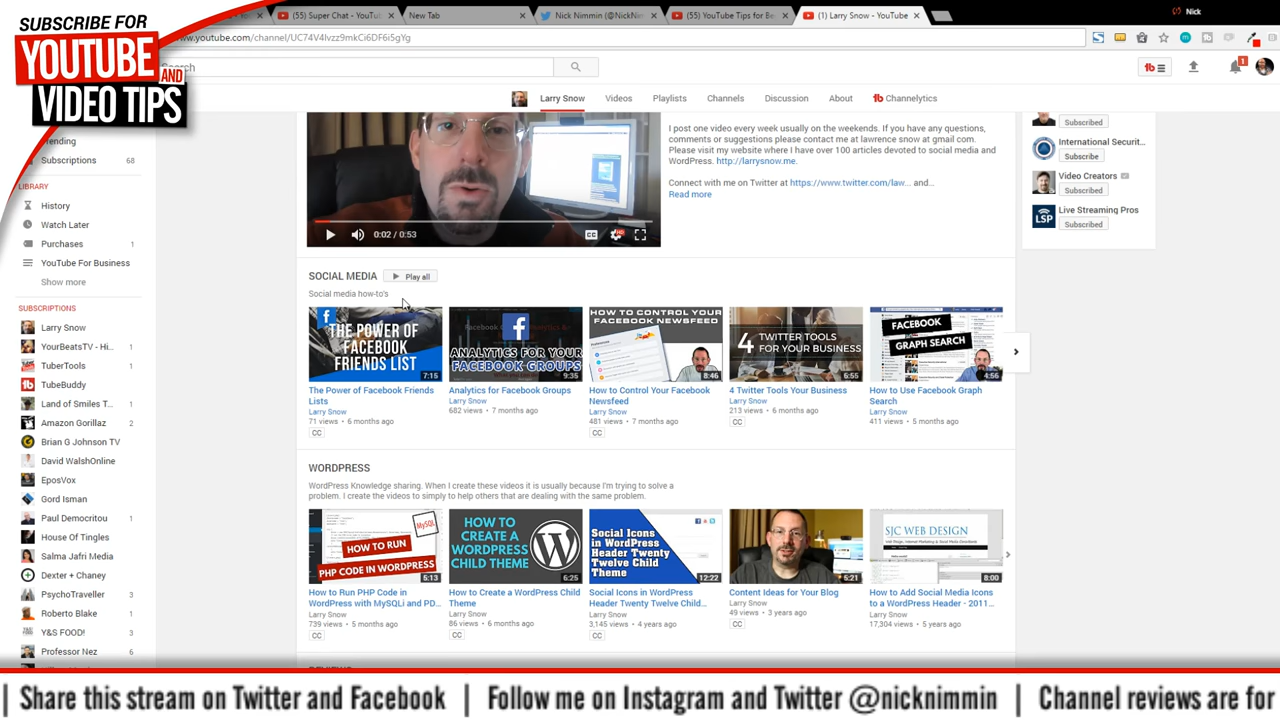 SUBSCRIBE FOR
YOUTUBE
AND
VIDEO TIPS
(55) Super Chat - YouTu
New Tab
Nick Nimmin (@NickNi
(55) YouTube Tips for Be
(1) Larry Snow - YouTube
Nick
.youtube.com/channel/UC74V4lvzz9mkCi6DF6i5gYg
Search
Larry Snow
Videos
Playlists
Channels
Discussion
About
Channelytics
Trending
Subscriptions 68
LIBRARY
History
Watch Later
Purchases 1
YouTube For Business
Show more
SUBSCRIPTIONS
Larry Snow
YourBeatsTV - Hi... 1
TuberTools 1
TubeBuddy
Land of Smiles T... 1
Amazon Gorillaz 2
Brian G Johnson TV
David WalshOnline
EposVox
Gord Isman
Paul Democritou 1
House Of Tingles
Salma Jafri Media
Dexter + Chaney
PsychoTraveller 3
Roberto Blake 1
Y&S FOOD! 3
Professor Nez 6
0:02 / 0:53
I post one video every week usually on the weekends. If you have any questions,
comments or suggestions please contact me at lawrence snow at gmail com.
Please visit my website where I have over 100 articles devoted to social media and
WordPress. http://larrysnow.me.
Connect with me on Twitter at https://www.twitter.com/law... and...
Read more
Subscribed
International Securit...
Subscribe
Video Creators
Subscribed
LSP
Live Streaming Pros
Subscribed
SOCIAL MEDIA
Play all
Social media how-to's
THE POWER OF
FACEBOOK
FRIENDS LIST
7:15
The Power of Facebook Friends
Lists
Larry Snow
71 views • 6 months ago
CC
ANALYTICS FOR YOUR
FACEBOOK GROUPS
9:35
Analytics for Facebook Groups
Larry Snow
682 views • 7 months ago
HOW TO CONTROL YOUR
FACEBOOK NEWSFEED
8:46
How to Control Your Facebook
Newsfeed
Larry Snow
481 views • 7 months ago
CC
4 TWITTER TOOLS
FOR YOUR BUSINESS
6:55
4 Twitter Tools Your Business
Larry Snow
213 views • 6 months ago
CC
FACEBOOK
GRAPH SEARCH
4:56
How to Use Facebook Graph
Search
Larry Snow
411 views • 5 months ago
WORDPRESS
WordPress Knowledge sharing. When I create these videos it is usually because I'm trying to solve a
problem. I create the videos to simply to help others that are dealing with the same problem.
MySQL
HOW TO RUN
PHP CODE IN WORDPRESS
5:13
How to Run PHP Code in
WordPress with MySQLi and PD...
Larry Snow
739 views • 5 months ago
CC
HOW TO
CREATE A
WORDPRESS
CHILD THEME
6:25
How to Create a WordPress Child
Theme
Larry Snow
86 views • 6 months ago
CC
Social Icons
in WordPress
Header Twenty
Twelve Child
Theme
12:22
Social Icons in WordPress
Header Twenty Twelve Child...
Larry Snow
3,145 views • 4 years ago
CC
5:21
Content Ideas for Your Blog
Larry Snow
49 views • 3 years ago
CC
SJC WEB DESIGN
8:00
How to Add Social Media Icons
to a WordPress Header - 2011...
Larry Snow
17,304 views • 5 years ago
| Share this stream on Twitter and Facebook | Follow me on Instagram and Twitter @nicknimmin | Channel reviews are for